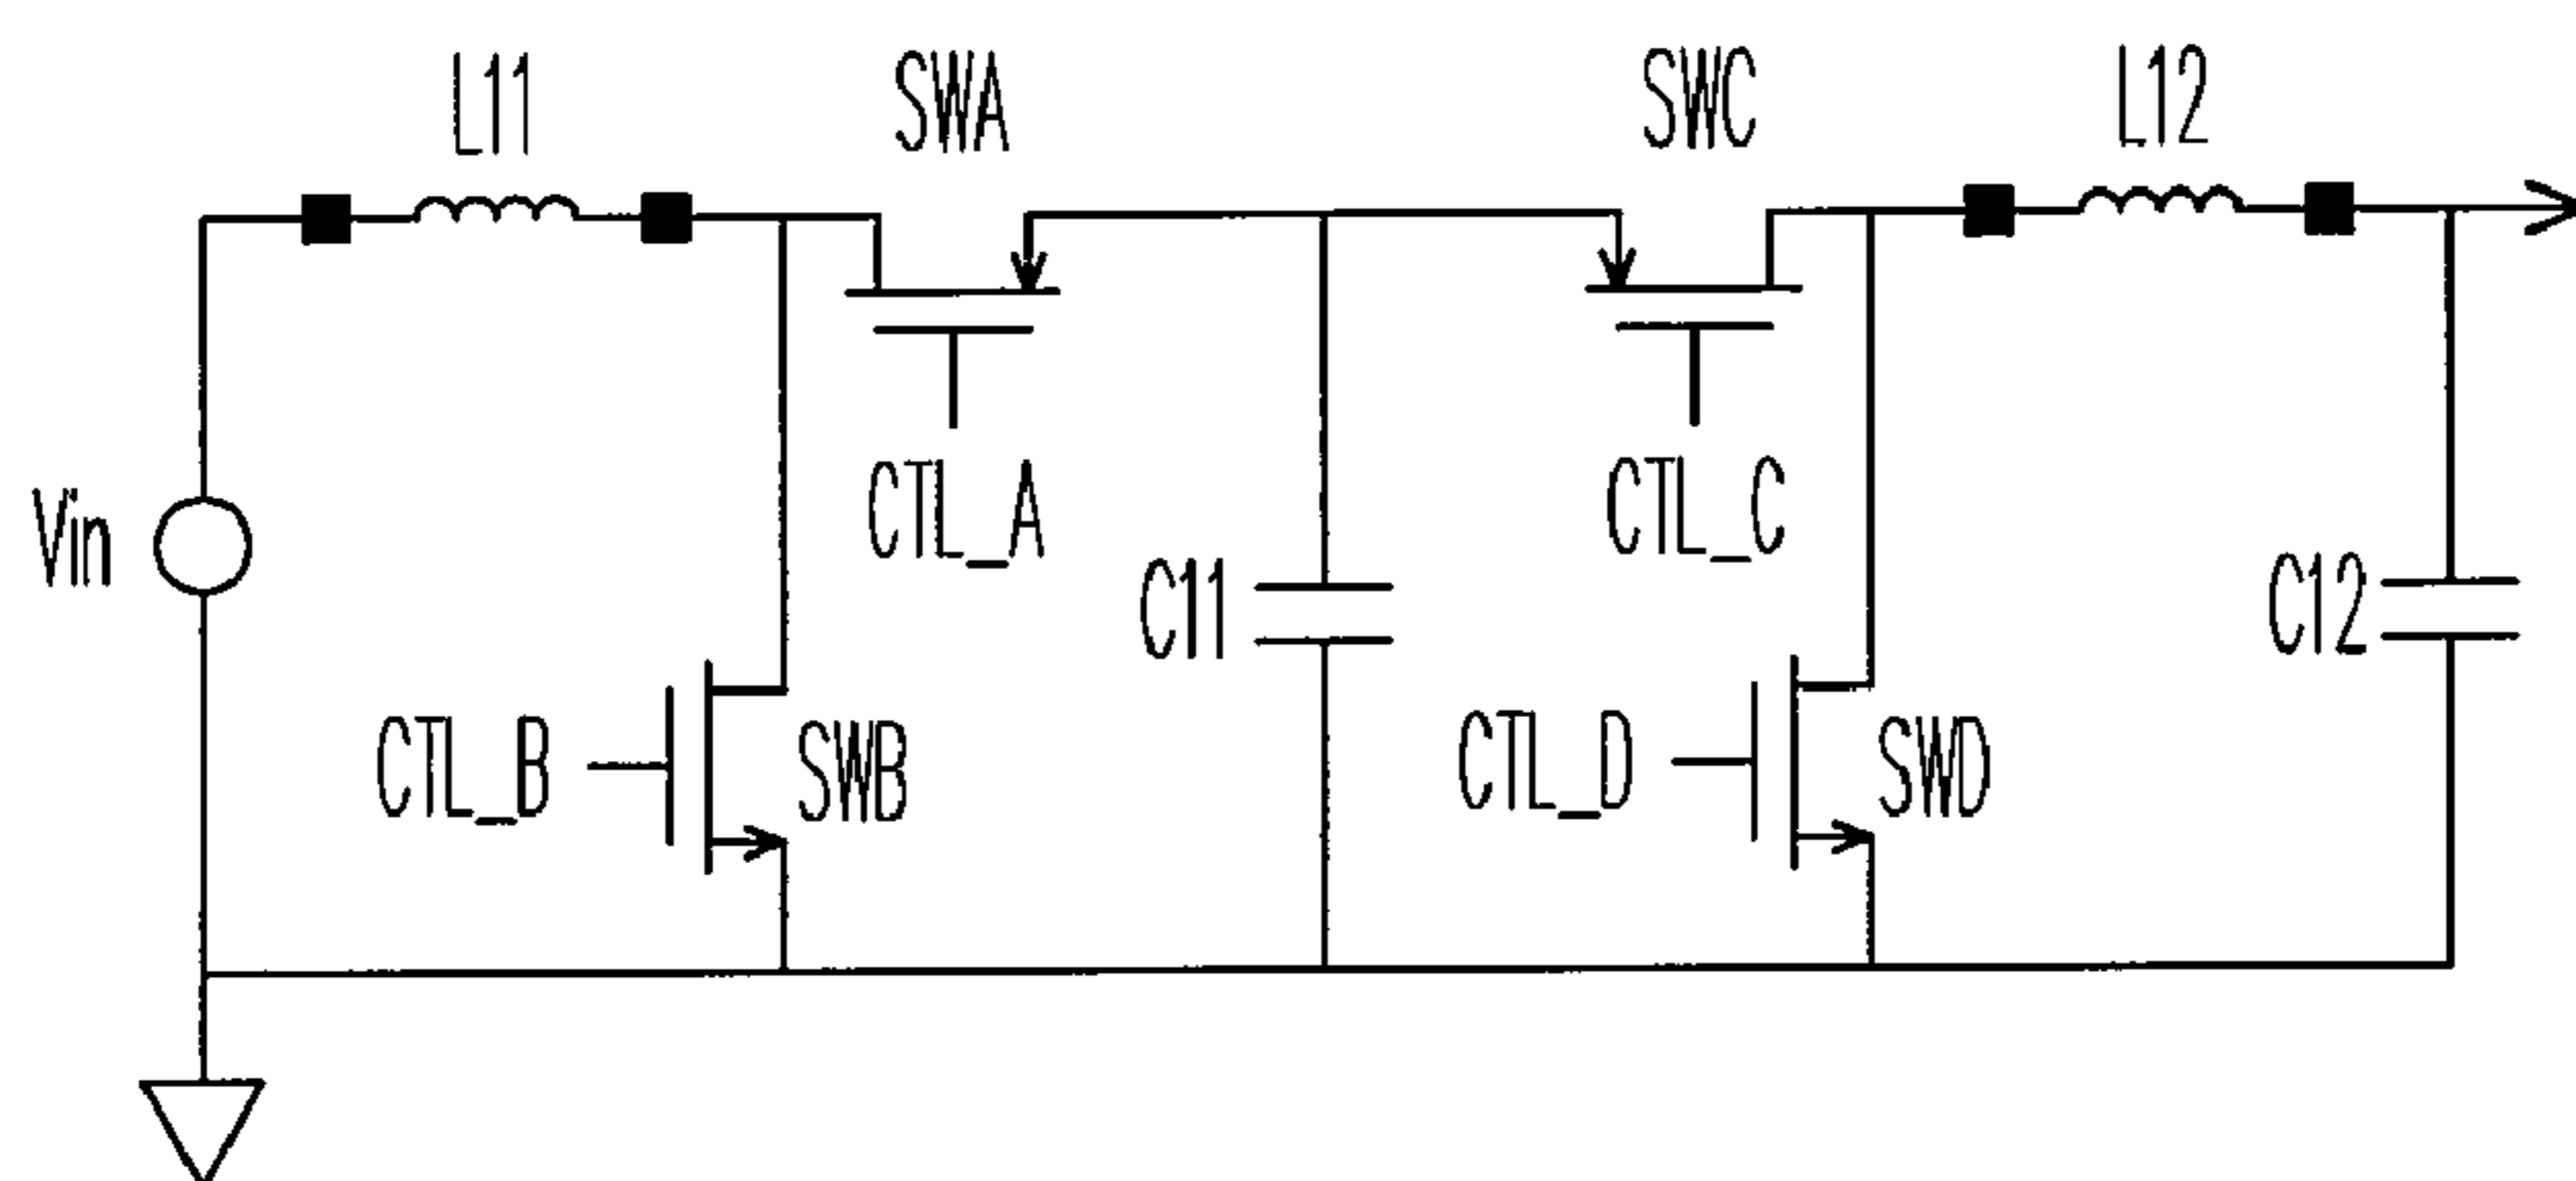 L11
SWA
SWC
L12
Vin
CTL_A
CTL_C
C11
C12
CTL_B
SWB
CTL_D
SWD